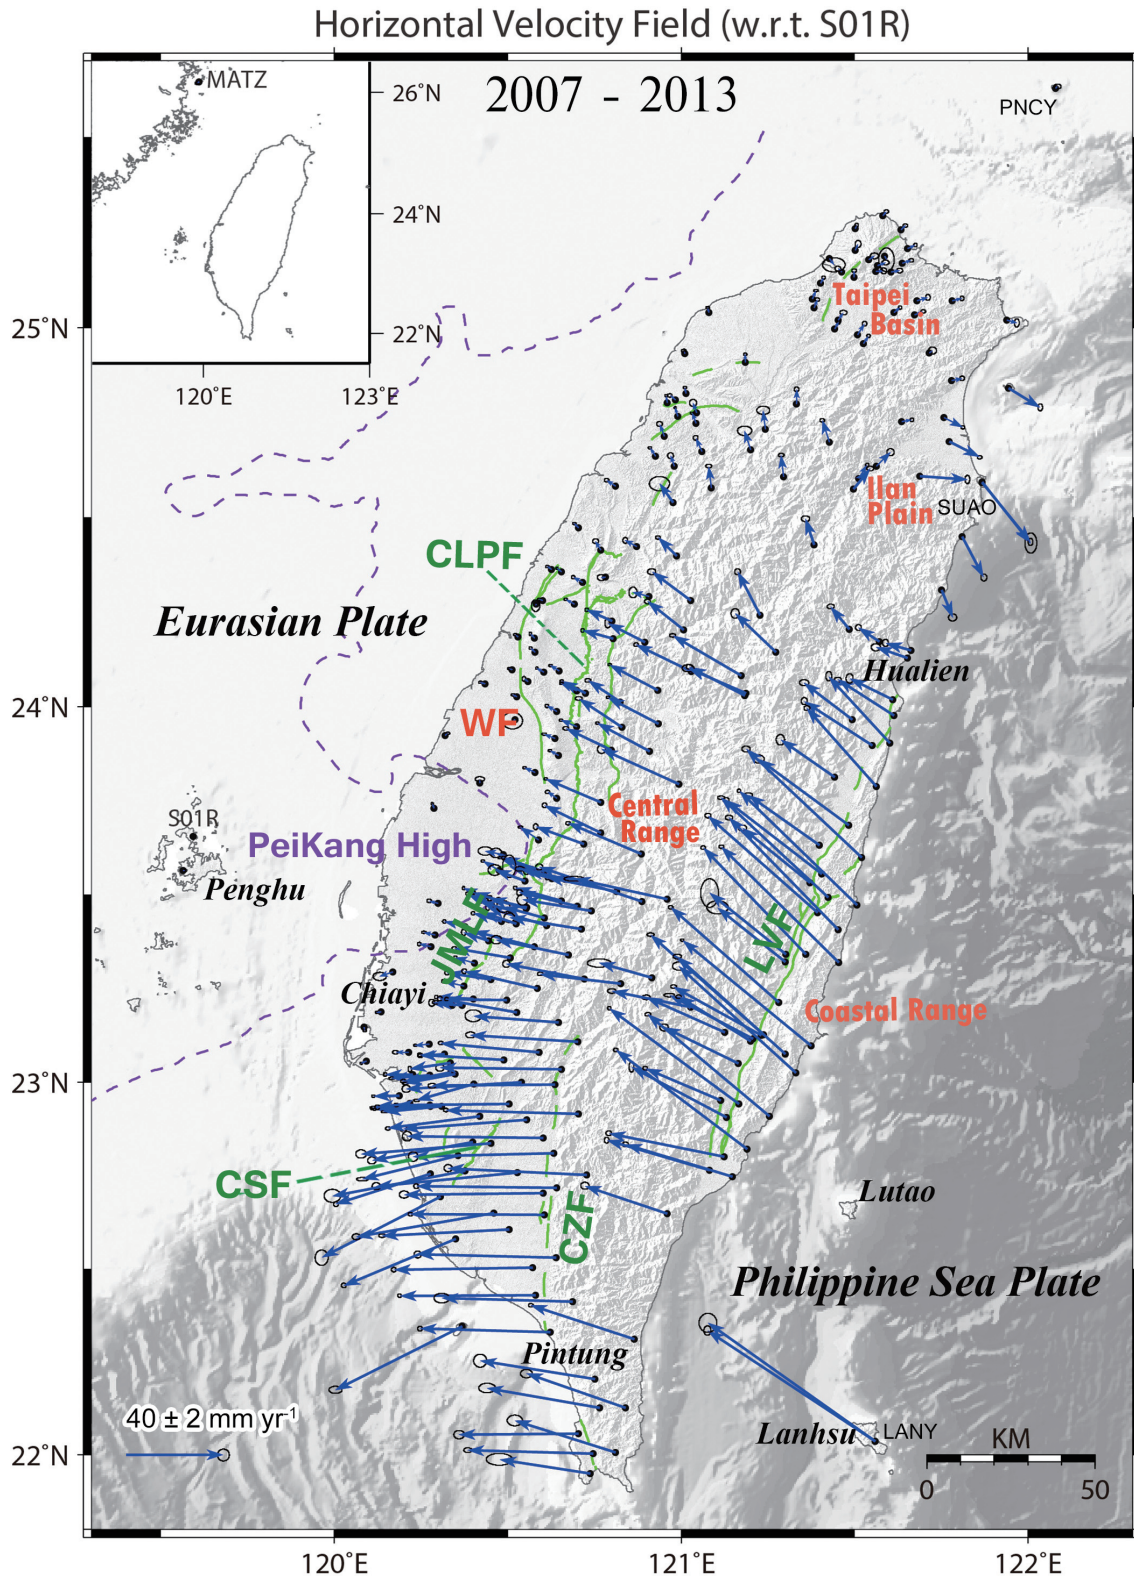 Horizontal Velocity Field (w.r.t. S01R)
2007 - 2013
MATZ
26°N
24°N
22°N
120°E
123°E
PNCY
25°N
Taipei
Basin
Ilan
Plain
SUAO
CLPF
Eurasian Plate
Hualien
24°N
WF
Central
Range
S01R
PeiKang High
Penghu
JMLF
LVF
Chiayi
Coastal Range
23°N
CSF
CZF
Lutao
Philippine Sea Plate
Pintung
40 ± 2 mm yr-1
Lanhsu
LANY
22°N
KM
0
50
120°E
121°E
122°E